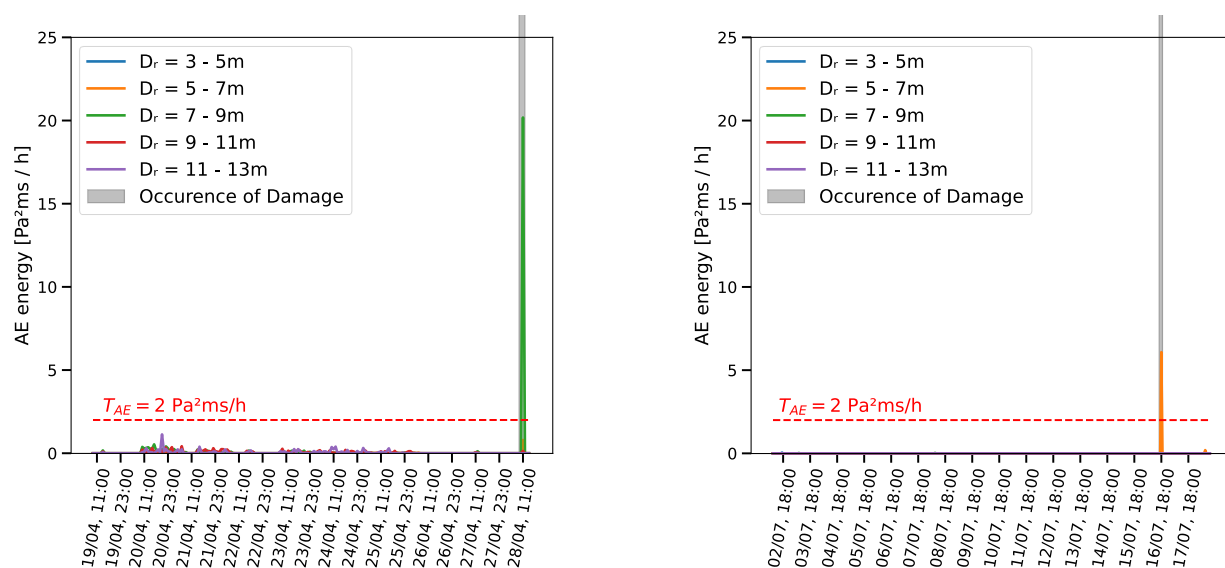 25
20
15
10
5
0
AE energy [Pa²ms / h]
Dᵣ = 3 - 5m
Dᵣ = 5 - 7m
Dᵣ = 7 - 9m
Dᵣ = 9 - 11m
Dᵣ = 11 - 13m
Occurence of Damage
T_AE = 2 Pa²ms/h
19/04, 11:00
19/04, 23:00
20/04, 11:00
20/04, 23:00
21/04, 11:00
21/04, 23:00
22/04, 11:00
22/04, 23:00
23/04, 11:00
23/04, 23:00
24/04, 11:00
24/04, 23:00
25/04, 11:00
25/04, 23:00
26/04, 11:00
26/04, 23:00
27/04, 11:00
27/04, 23:00
28/04, 11:00
25
20
15
10
5
0
AE energy [Pa²ms / h]
Dᵣ = 3 - 5m
Dᵣ = 5 - 7m
Dᵣ = 7 - 9m
Dᵣ = 9 - 11m
Dᵣ = 11 - 13m
Occurence of Damage
T_AE = 2 Pa²ms/h
02/07, 18:00
03/07, 18:00
04/07, 18:00
05/07, 18:00
06/07, 18:00
07/07, 18:00
08/07, 18:00
09/07, 18:00
10/07, 18:00
11/07, 18:00
12/07, 18:00
13/07, 18:00
14/07, 18:00
15/07, 18:00
16/07, 18:00
17/07, 18:00